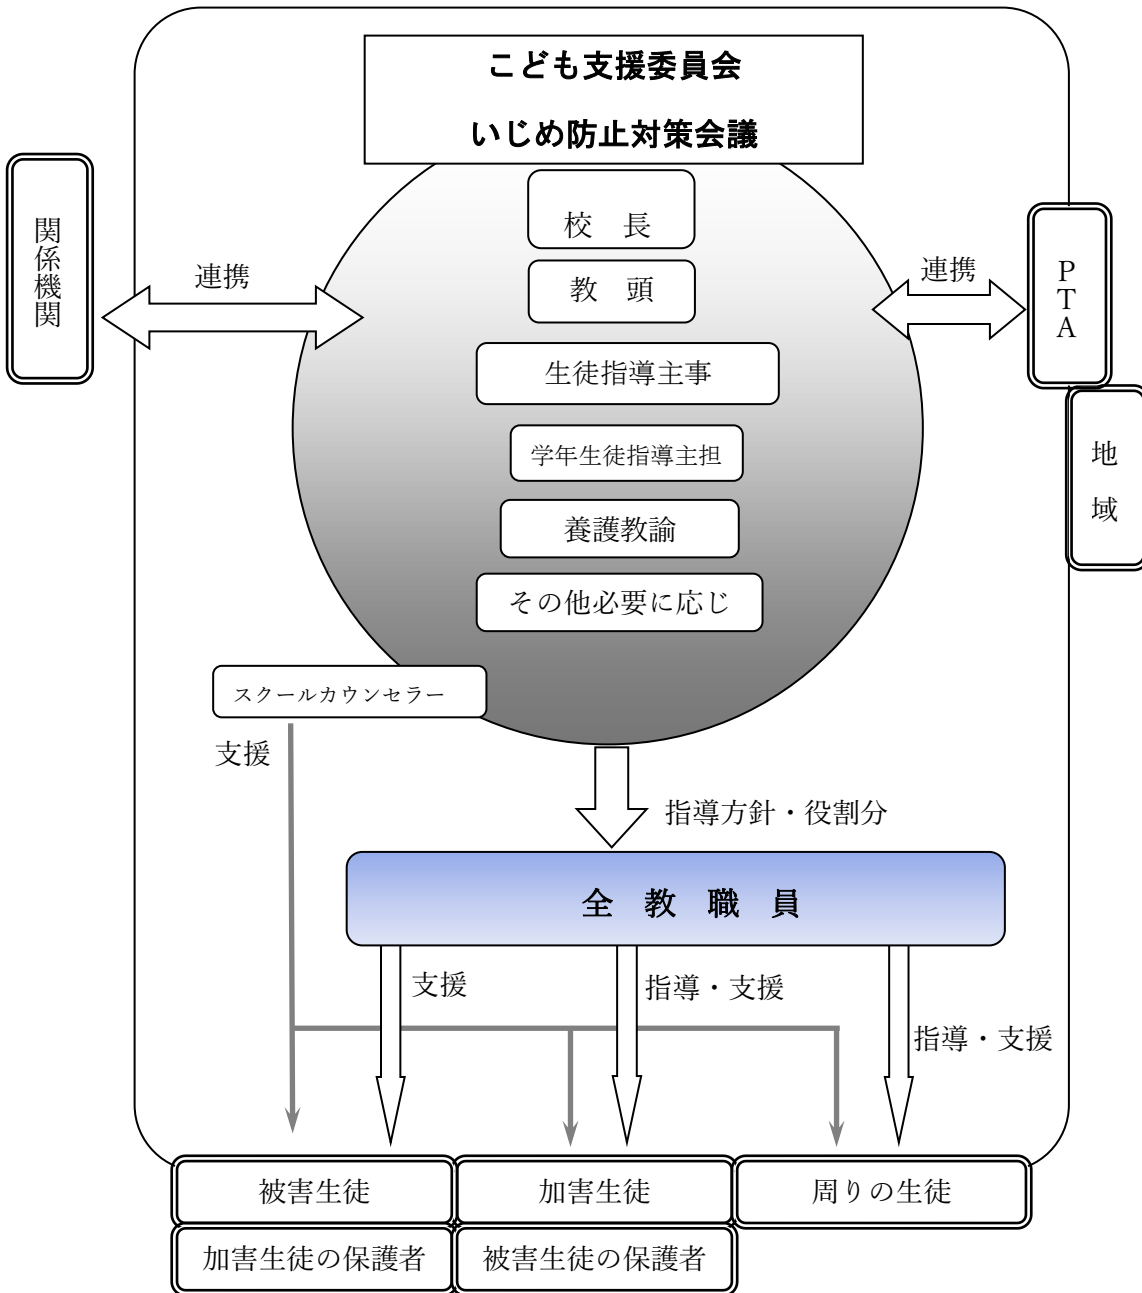 こども支援委員会
いじめ防止対策会議
関係機関
連携
校　長
教　頭
生徒指導主事
学年生徒指導主担
養護教諭
その他必要に応じ
連携
PTA
地　域
スクールカウンセラー
支援
指導方針・役割分
全　教　職　員
支援
指導・支援
指導・支援
被害生徒
加害生徒
周りの生徒
加害生徒の保護者
被害生徒の保護者